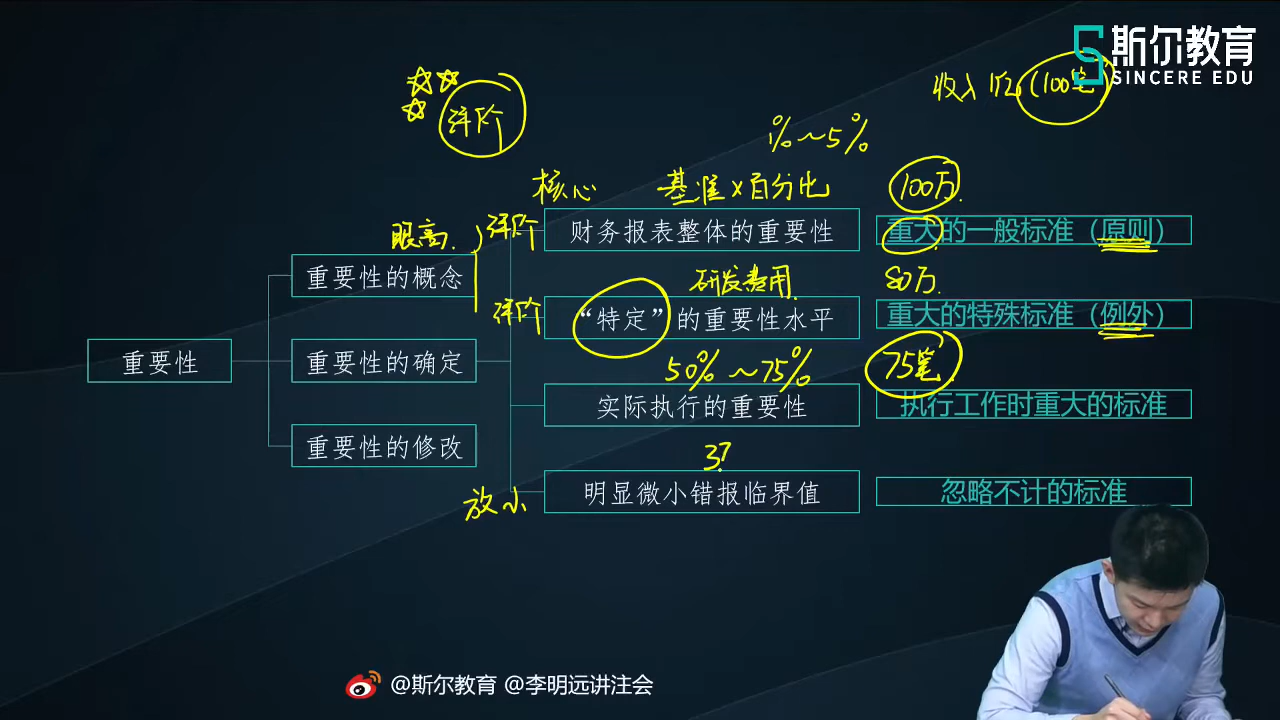 斯尔教育
SINCERE EDU
收入1亿(100笔)
评价
1%~5%
核心 基准×百分比 100万
评价 财务报表整体的重要性 重大的一般标准（原则）
眼高
重要性的概念
研发费用 80万
评价 “特定”的重要性水平 重大的特殊标准（例外）
重要性 重要性的确定
50%~75% 75笔
实际执行的重要性 执行工作时重大的标准
重要性的修改
放小 明显微小错报临界值 忽略不计的标准
@斯尔教育 @李明远讲注会